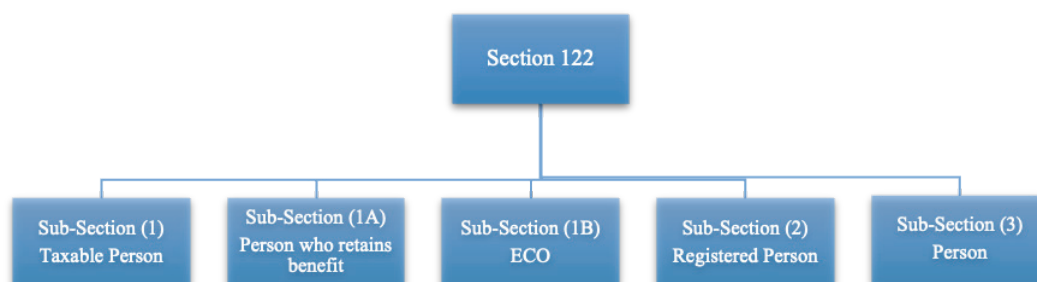 Section 122
Sub-Section (1)
Taxable Person
Sub-Section (1A)
Person who retains
benefit
Sub-Section (1B)
ECO
Sub-Section (2)
Registered Person
Sub-Section (3)
Person